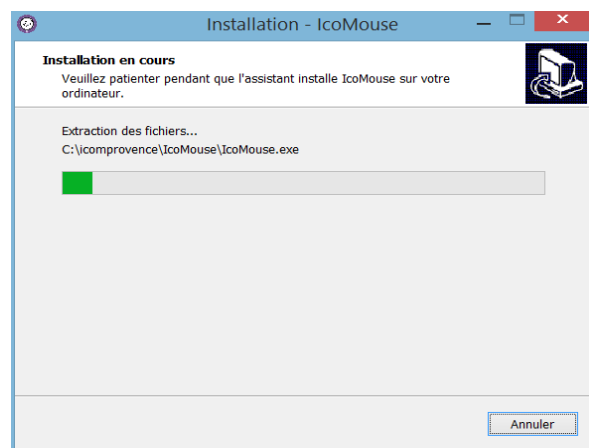 Installation - IcoMouse
Installation en cours
Veuillez patienter pendant que l'assistant installe IcoMouse sur votre
ordinateur.
Extraction des fichiers...
C:\icomprovence\IcoMouse\IcoMouse.exe
Annuler